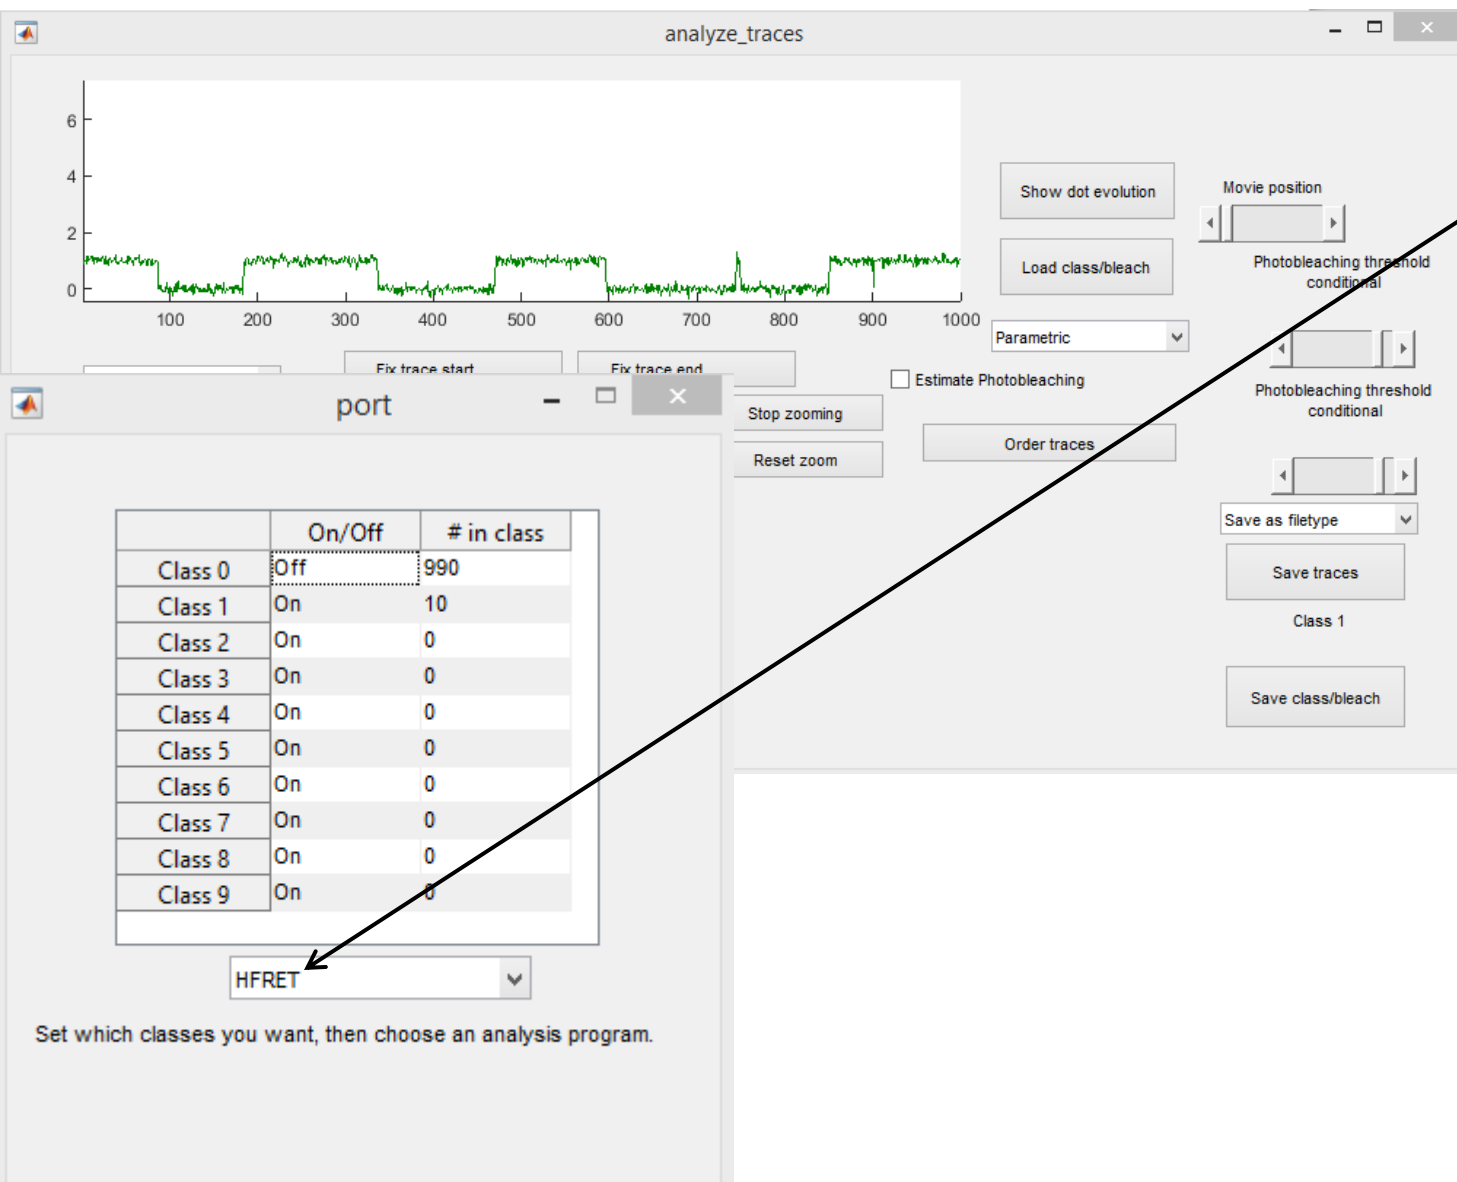 analyze_traces
6
4
2
0
100 200 300 400 500 600 700 800 900 1000
Show dot evolution
Load class/bleach
Parametric
Movie position
Photobleaching threshold
conditional
Fix trace start
Fix trace end
Estimate Photobleaching
Photobleaching threshold
conditional
Stop zooming
Reset zoom
Order traces
Save as filetype
Save traces
Class 1
Save class/bleach
port
On/Off # in class
Class 0 Off 990
Class 1 On 10
Class 2 On 0
Class 3 On 0
Class 4 On 0
Class 5 On 0
Class 6 On 0
Class 7 On 0
Class 8 On 0
Class 9 On 0
HFRET
Set which classes you want, then choose an analysis program.